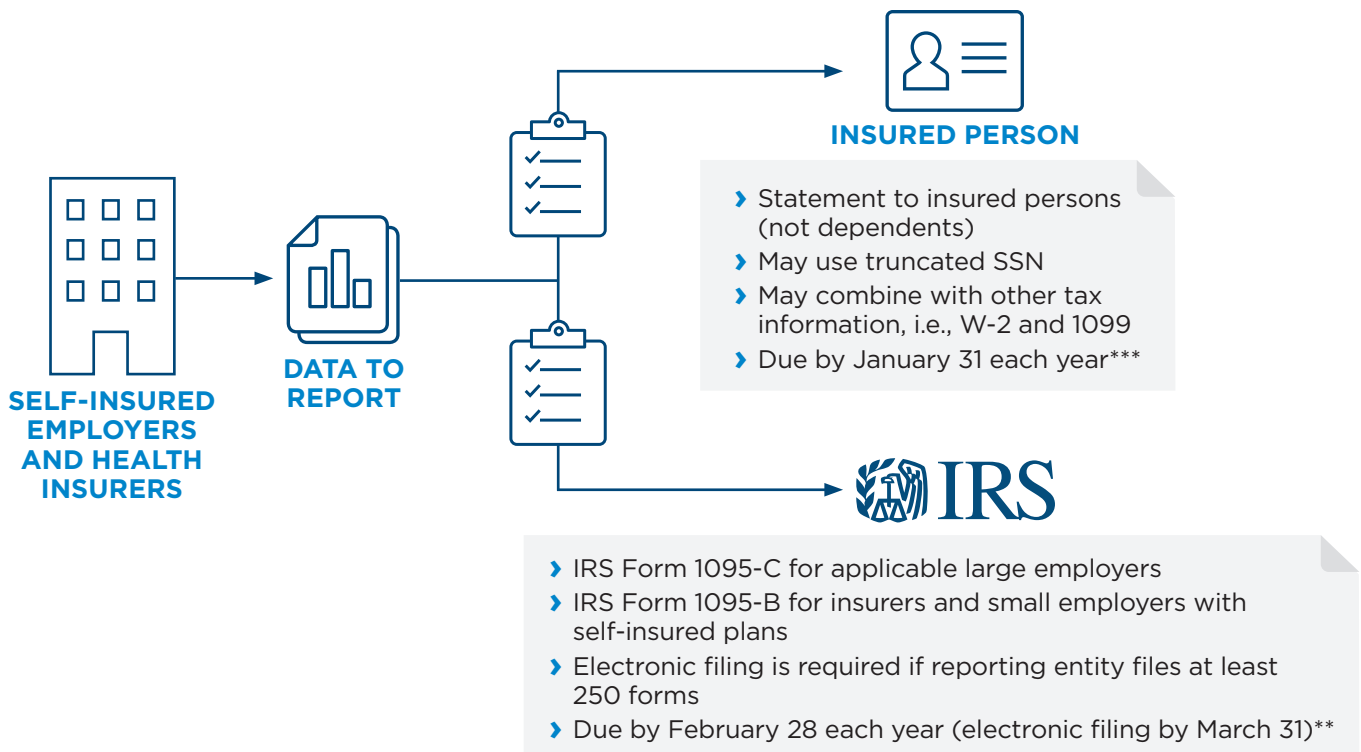 INSURED PERSON
› Statement to insured persons
(not dependents)
› May use truncated SSN
› May combine with other tax
information, i.e., W-2 and 1099
› Due by January 31 each year***
DATA TO
REPORT
SELF-INSURED
EMPLOYERS
AND HEALTH
INSURERS
IRS
› IRS Form 1095-C for applicable large employers
› IRS Form 1095-B for insurers and small employers with
self-insured plans
› Electronic filing is required if reporting entity files at least
250 forms
› Due by February 28 each year (electronic filing by March 31)**